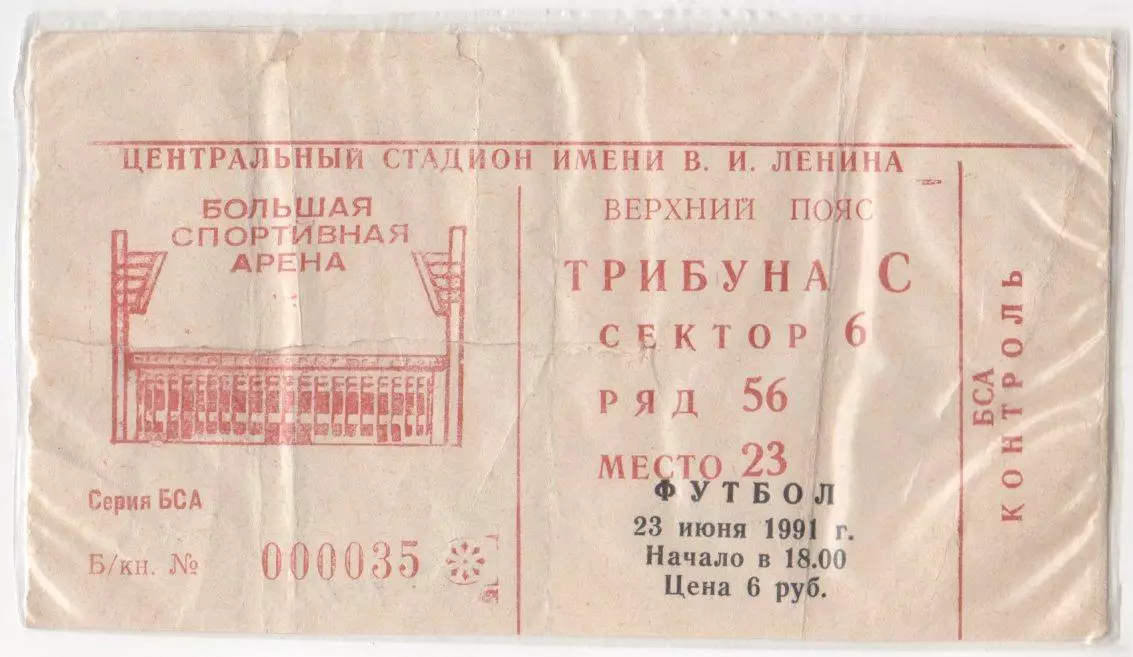 ЦЕНТРАЛЬНЫЙ СТАДИОН ИМЕНИ В. И. ЛЕНИНА
БОЛЬШАЯ
СПОРТИВНАЯ
АРЕНА
Серия БСА
Б/кн. № 000035
ВЕРХНИЙ ПОЯС
ТРИБУНА С
СЕКТОР 6
РЯД 56
МЕСТО 23
ФУТБОЛ
23 июня 1991 г.
Начало в 18.00
Цена 6 руб.
БСА
КОНТРОЛЬ